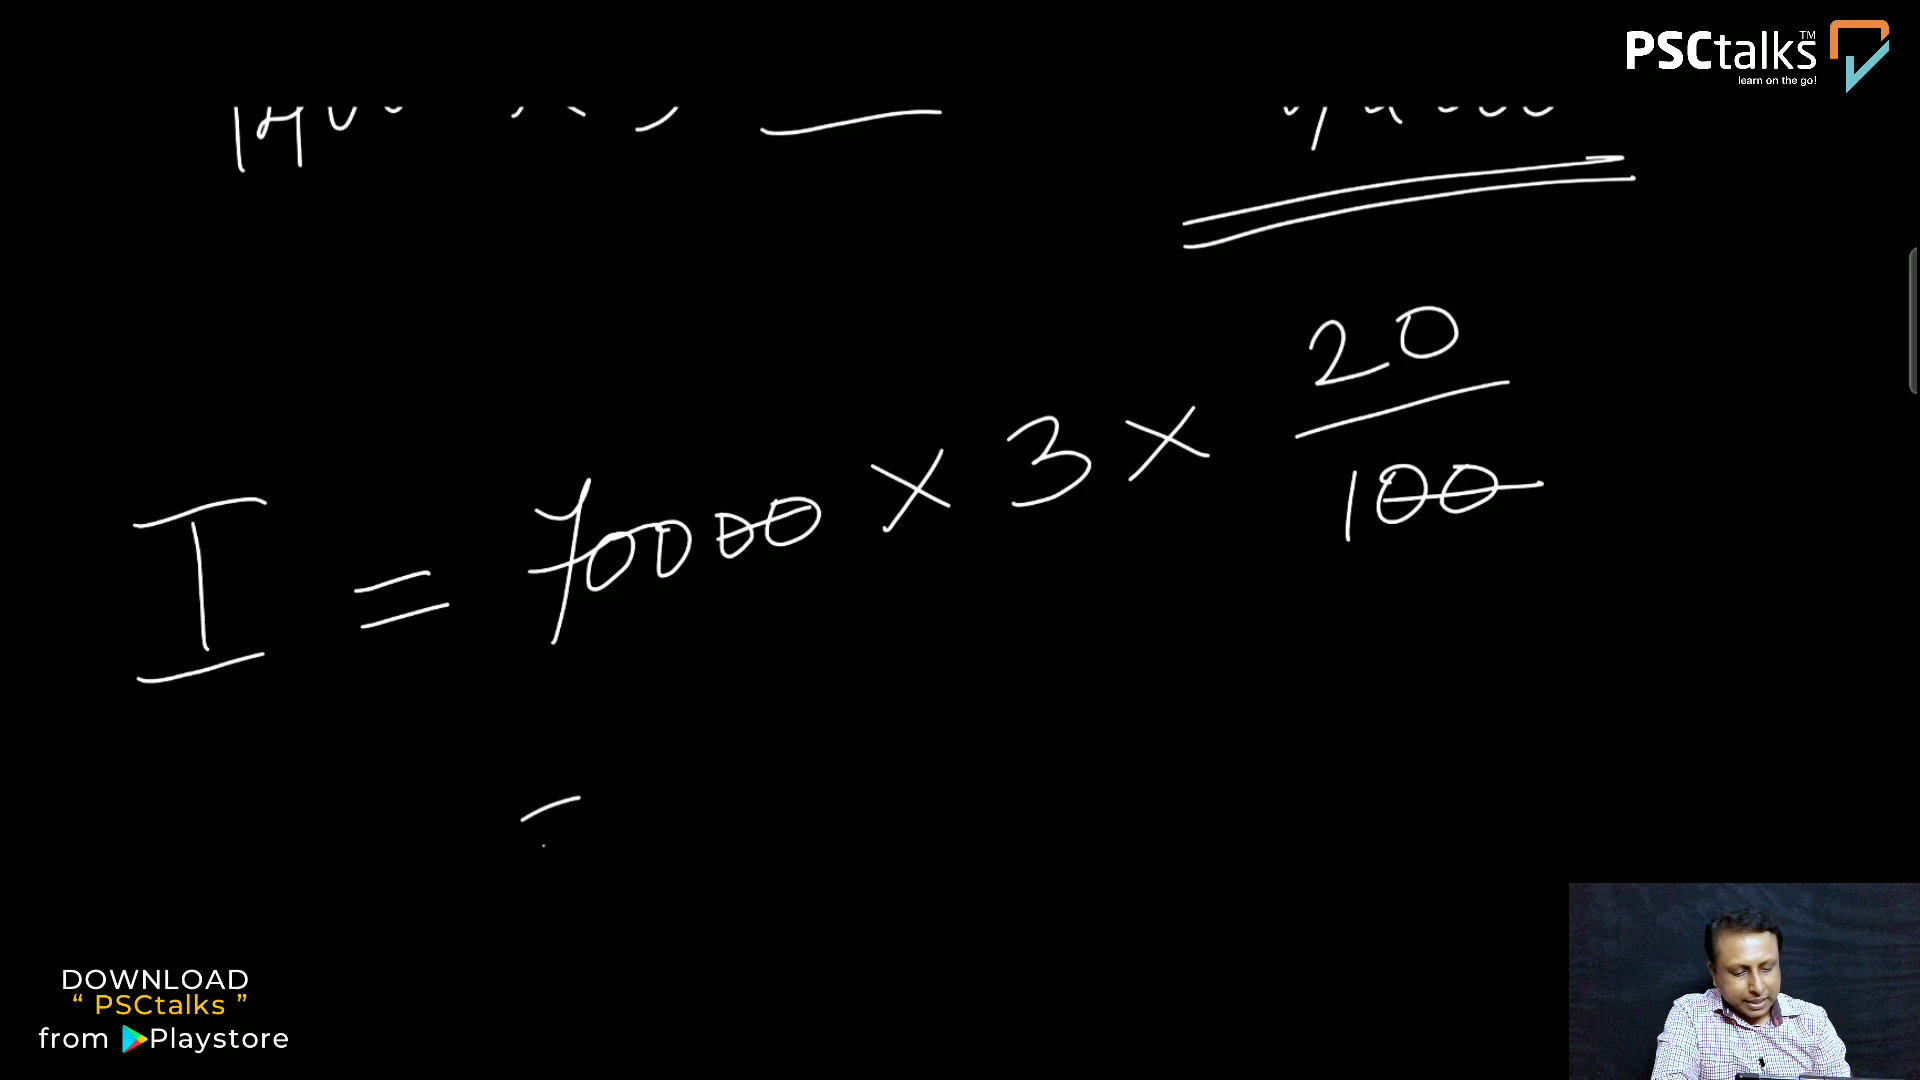 PSCtalks™
learn on the go!
I = 70000 × 3 × 20/100
DOWNLOAD
“ PSCtalks ”
from Playstore